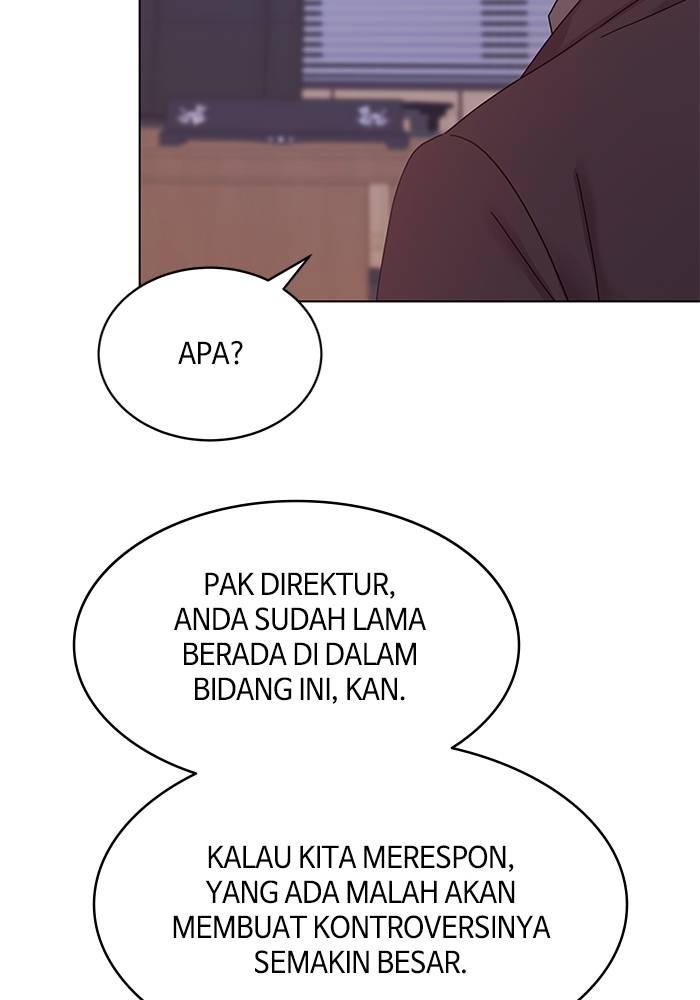 APA?
PAK DIREKTUR,
ANDA SUDAH LAMA
BERADA DI DALAM
BIDANG INI, KAN.
KALAU KITA MERESPON,
YANG ADA MALAH AKAN
MEMBUAT KONTROVERSINYA
SEMAKIN BESAR.